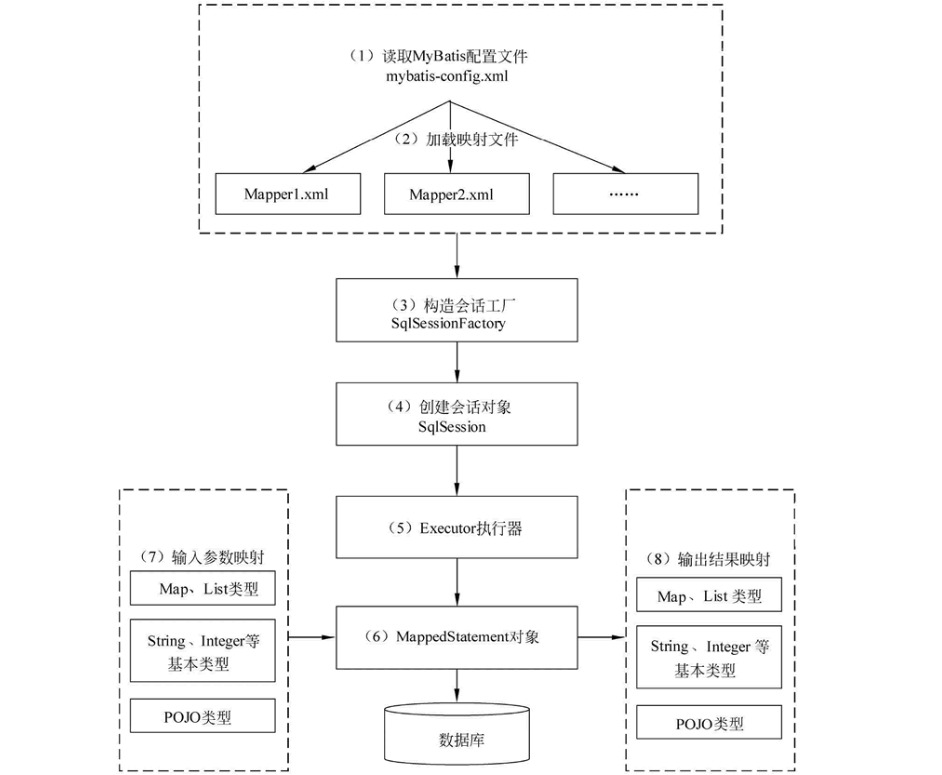 （1）读取MyBatis配置文件
mybatis-config.xml
（2）加载映射文件
Mapper1.xml
Mapper2.xml
……
（3）构造会话工厂
SqlSessionFactory
（4）创建会话对象
SqlSession
（5）Executor执行器
（7）输入参数映射
Map、List类型
String、Integer等
基本类型
POJO类型
（6）MappedStatement对象
（8）输出结果映射
Map、List 类型
String、Integer 等
基本类型
POJO类型
数据库